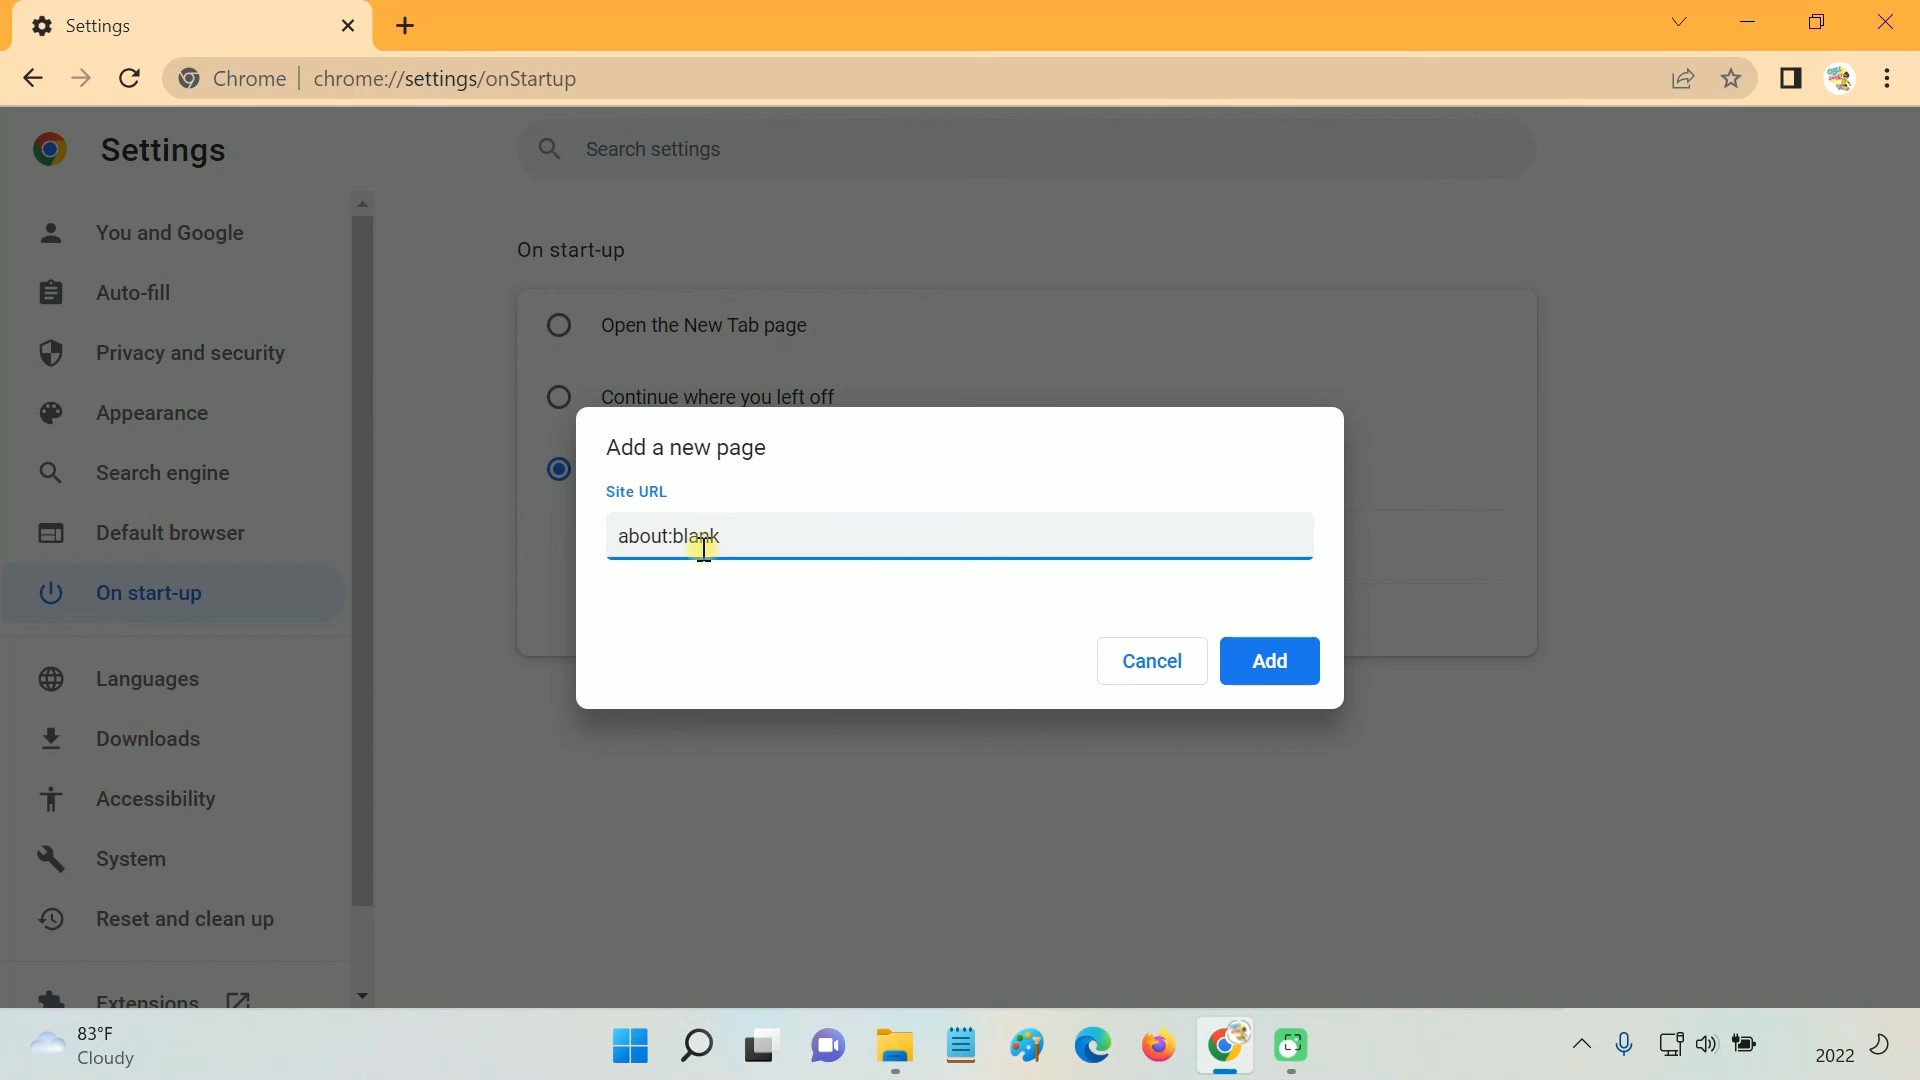 Settings
Chrome
chrome://settings/onStartup
Settings
Search settings
You and Google
Auto-fill
Privacy and security
Appearance
Search engine
Default browser
On start-up
Languages
Downloads
Accessibility
System
Reset and clean up
Extensions
On start-up
Open the New Tab page
Continue where you left off
Add a new page
Site URL
about:blank
Cancel
Add
83°F
Cloudy
2022